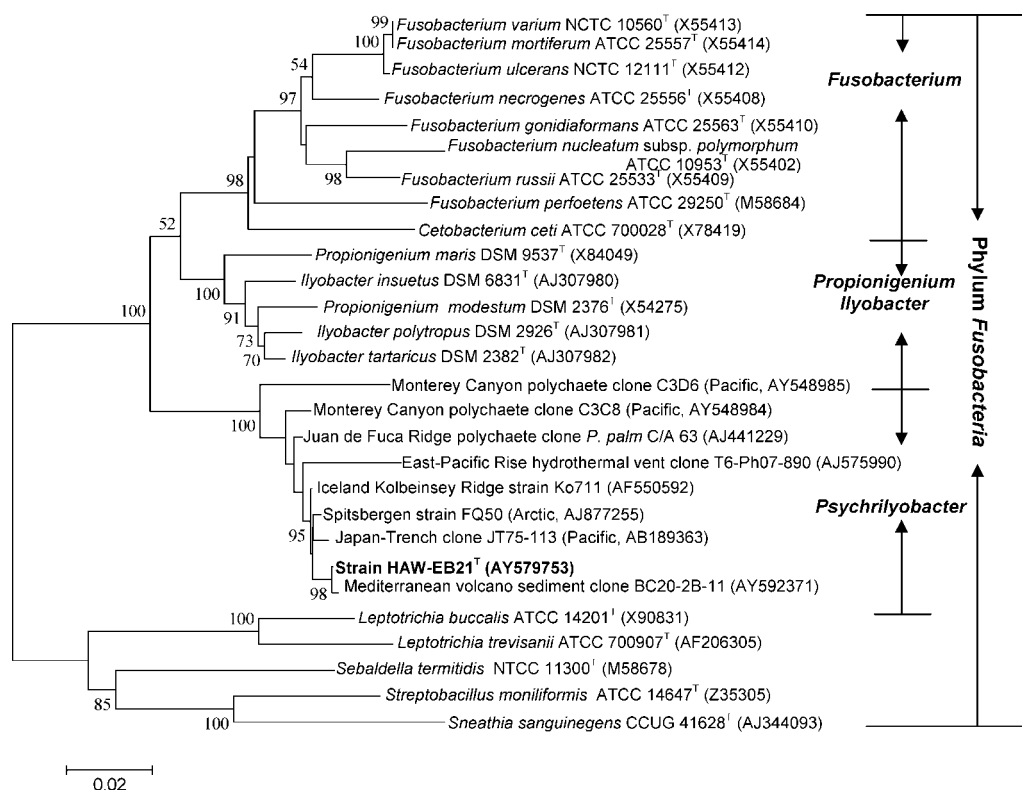 99
Fusobacterium varium NCTC 10560T (X55413)
100
Fusobacterium mortiferum ATCC 25557T (X55414)
Fusobacterium ulcerans NCTC 12111T (X55412)
54
Fusobacterium
97
Fusobacterium necrogenes ATCC 25556T (X55408)
Fusobacterium gonidiaformans ATCC 25563T (X55410)
Fusobacterium nucleatum subsp. polymorphum
ATCC 10953T (X55402)
98
Fusobacterium russii ATCC 25533T (X55409)
98
Fusobacterium perfoetens ATCC 29250T (M58684)
52
Cetobacterium ceti ATCC 700028T (X78419)
Propionigenium maris DSM 9537T (X84049)
100
Ilyobacter insuetus DSM 6831T (AJ307980)
Propionigenium
Ilyobacter
91
Propionigenium modestum DSM 2376T (X54275)
100
73
Ilyobacter polytropus DSM 2926T (AJ307981)
70
Ilyobacter tartaricus DSM 2382T (AJ307982)
Phylum Fusobacteria
Monterey Canyon polychaete clone C3D6 (Pacific, AY548985)
100
Monterey Canyon polychaete clone C3C8 (Pacific, AY548984)
Juan de Fuca Ridge polychaete clone P. palm C/A 63 (AJ441229)
East-Pacific Rise hydrothermal vent clone T6-Ph07-890 (AJ575990)
Iceland Kolbeinsey Ridge strain Ko711 (AF550592)
Psychrilyobacter
Spitsbergen strain FQ50 (Arctic, AJ877255)
95
Japan-Trench clone JT75-113 (Pacific, AB189363)
Strain HAW-EB21T (AY579753)
98
Mediterranean volcano sediment clone BC20-2B-11 (AY592371)
100
Leptotrichia buccalis ATCC 14201T (X90831)
Leptotrichia trevisanii ATCC 700907T (AF206305)
Sebaldella termitidis NTCC 11300T (M58678)
85
Streptobacillus moniliformis ATCC 14647T (Z35305)
100
Sneathia sanguinegens CCUG 41628T (AJ344093)
0.02